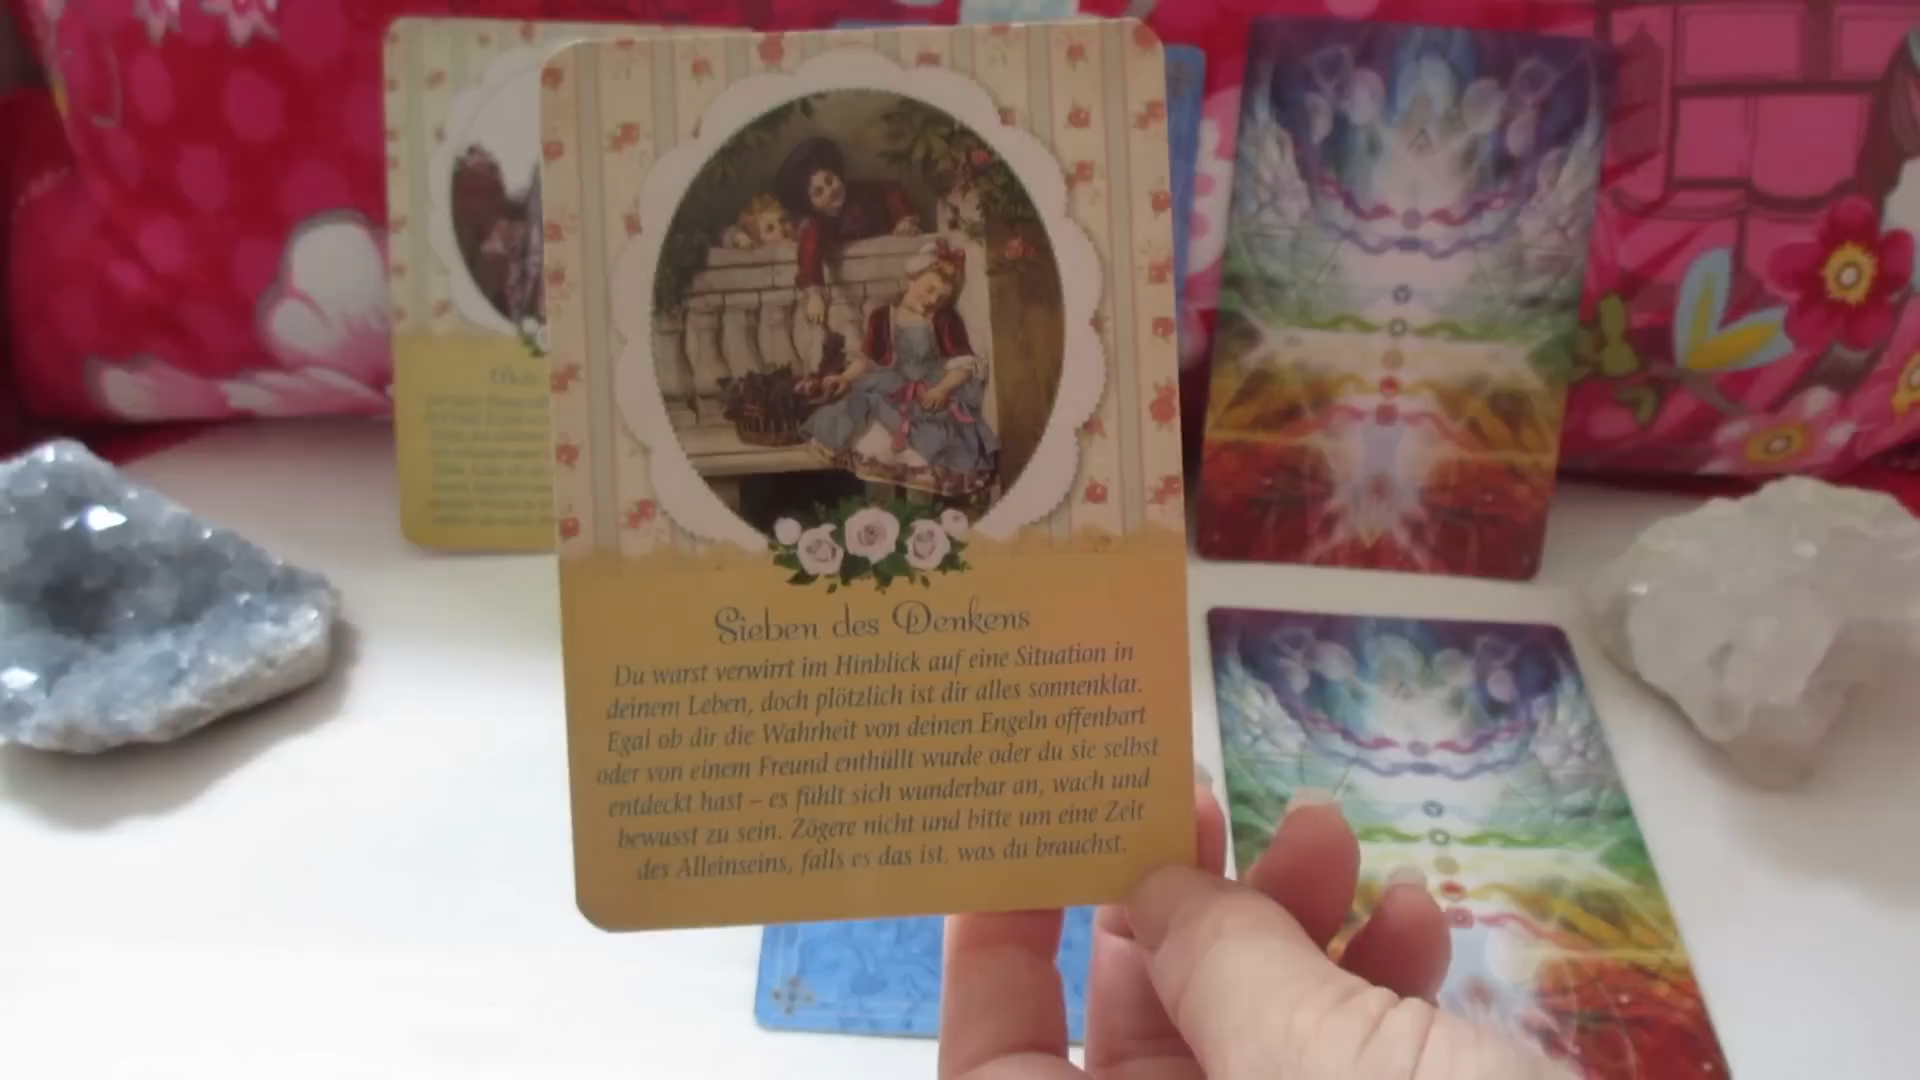 Sieben des Denkens
Du warst verwirrt im Hinblick auf eine Situation in
deinem Leben, doch plötzlich ist dir alles sonnenklar.
Egal ob dir die Wahrheit von deinen Engeln offenbart
oder von einem Freund enthüllt wurde oder du sie selbst
entdeckt hast – es fühlt sich wunderbar an, wach und
bewusst zu sein. Zögere nicht und bitte um eine Zeit
des Alleinseins, falls es das ist, was du brauchst.